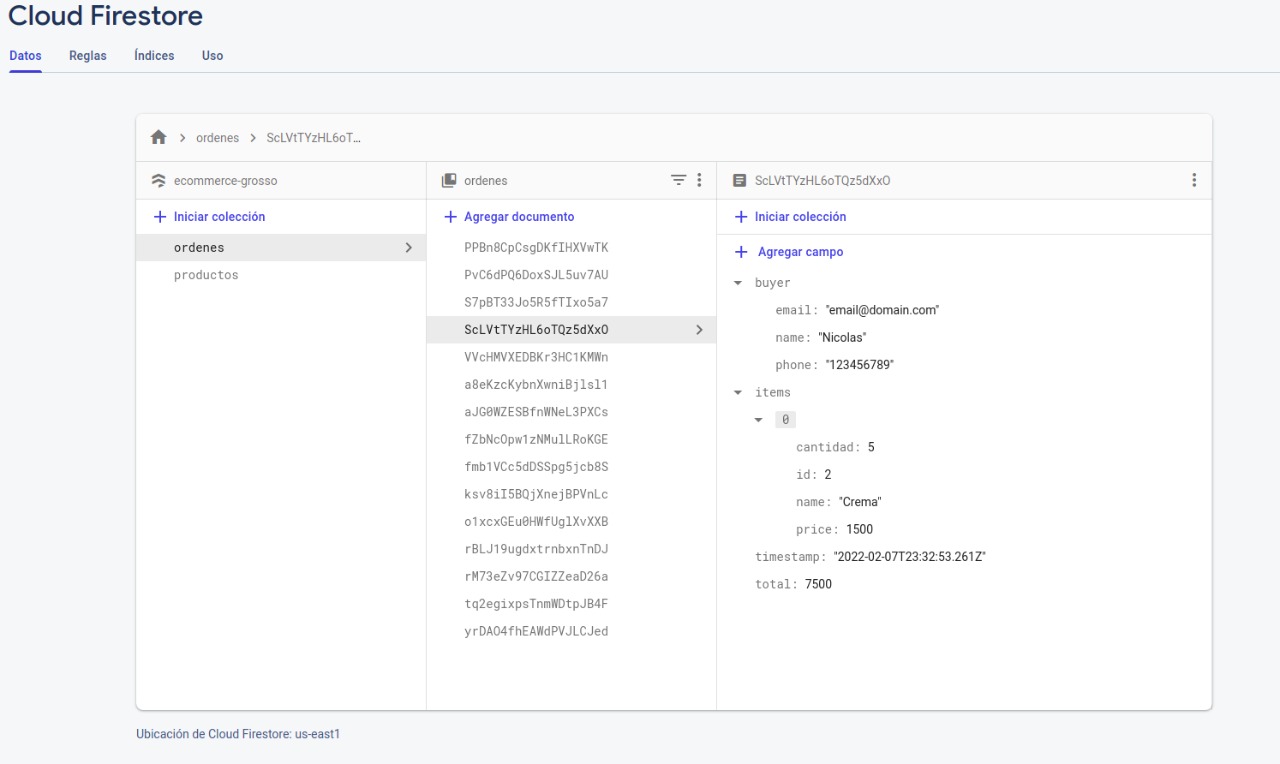 Cloud Firestore
Datos Reglas Índices Uso
ordenes ScLVtTYzHL6oT…
ecommerce-grosso
Iniciar colección
ordenes
productos
ordenes
Agregar documento
PPBn8CpCsgDKfIHXVwTK
PvC6dPQ6DoxSJL5uv7AU
S7pBT33Jo5R5fTIxo5a7
ScLVtTYzHL6oTQz5dXxO
VVcHMVXEDBKr3HC1KMWn
a8eKzcKybnXwniBjlsl1
aJG0WZESBfnWNeL3PXCs
fZbNcOpw1zNMulLRoKGE
fmb1VCc5dDSSpg5jcb8S
ksv8iI5BQjXnejBPVnLc
o1xcxGEu0HWfUglXvXXB
rBLJ19ugdxtrnbxnTnDJ
rM73eZv97CGIZZeaD26a
tq2egixpsTnmWDtpJB4F
yrDAO4fhEAWdPVJLCJed
ScLVtTYzHL6oTQz5dXxO
Iniciar colección
Agregar campo
buyer
email: "email@domain.com"
name: "Nicolas"
phone: "123456789"
items
0
cantidad: 5
id: 2
name: "Crema"
price: 1500
timestamp: "2022-02-07T23:32:53.261Z"
total: 7500
Ubicación de Cloud Firestore: us-east1